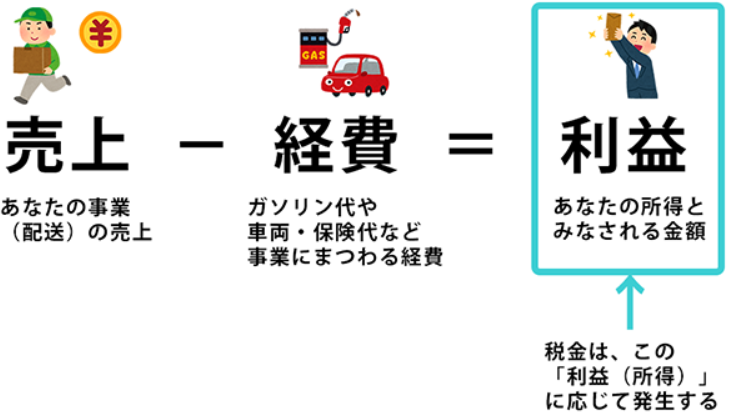 ¥
GAS
売上 − 経費 = 利益
あなたの事業
（配送）の売上
ガソリン代や
車両・保険代など
事業にまつわる経費
あなたの所得と
みなされる金額
税金は、この
「利益（所得）」
に応じて発生する